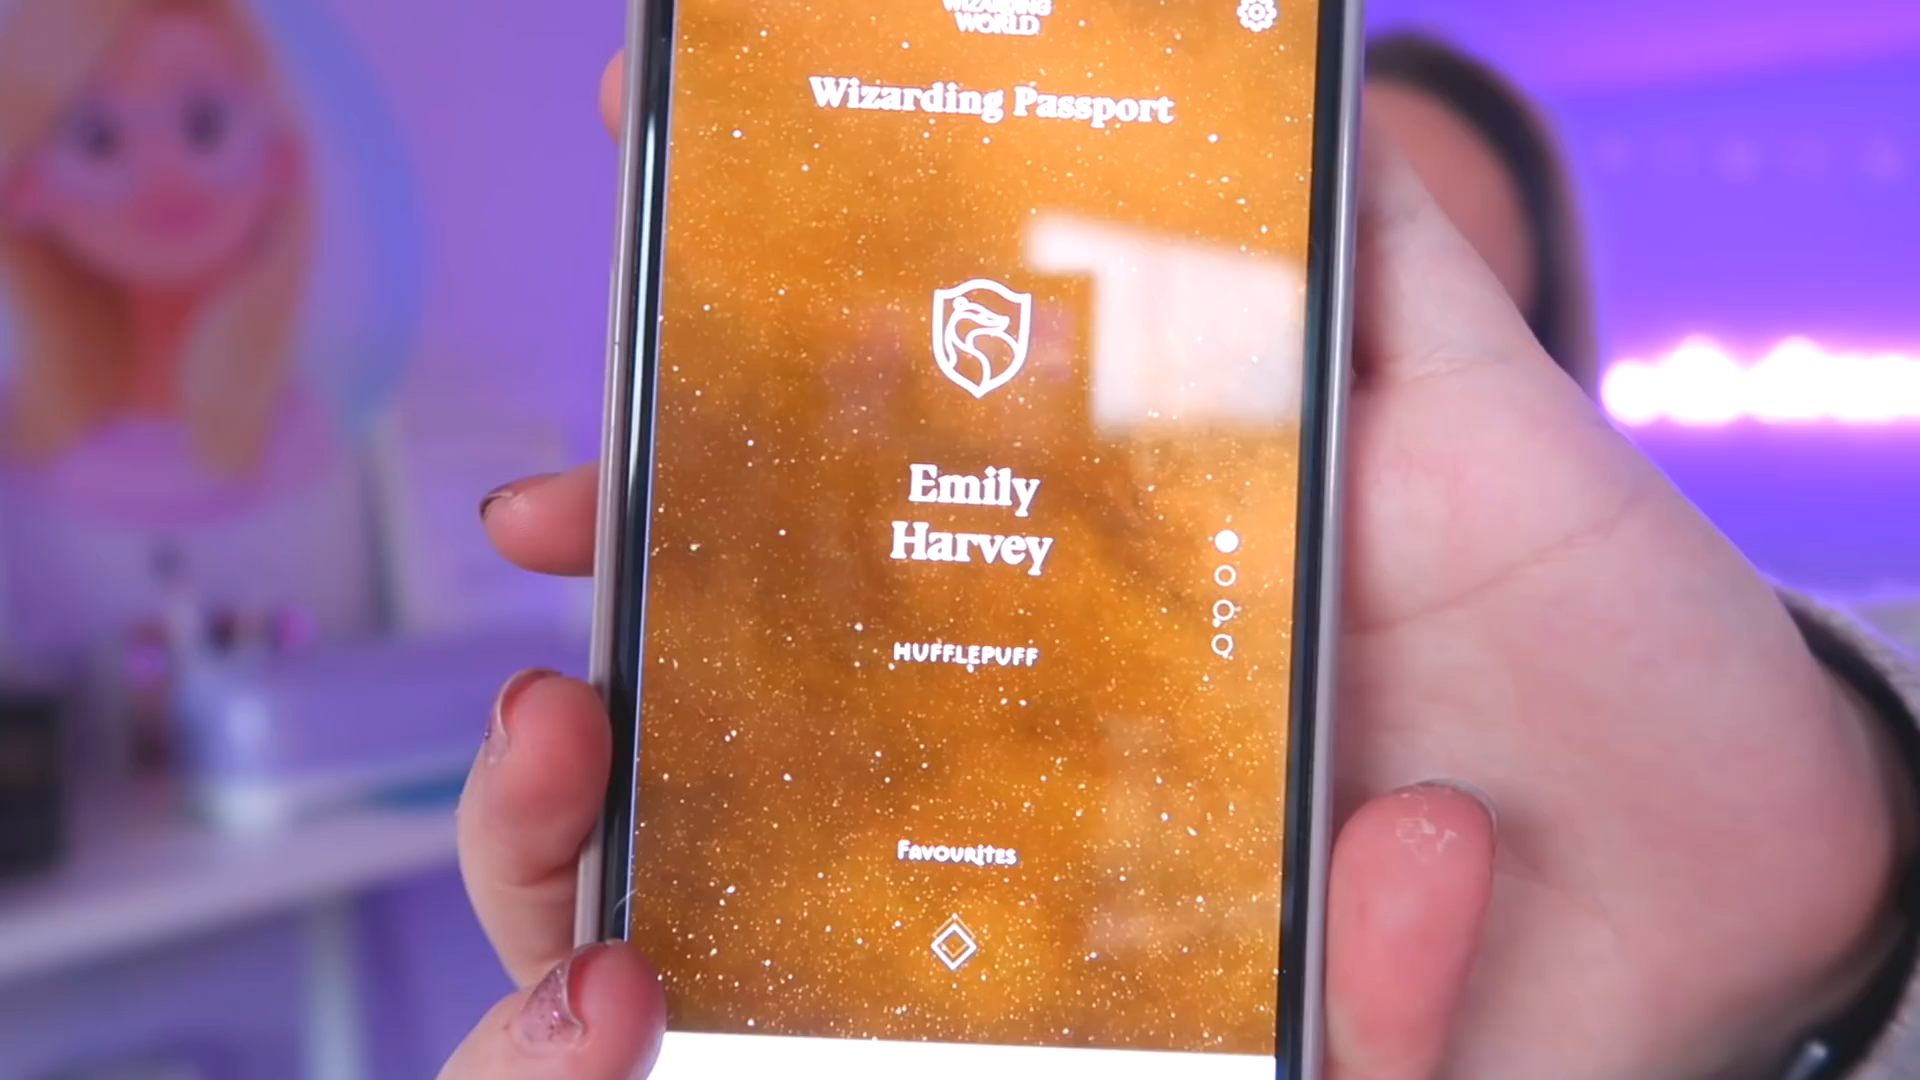 WIZARDING
WORLD
Wizarding Passport
Emily
Harvey
HUFFLEPUFF
FAVOURITES